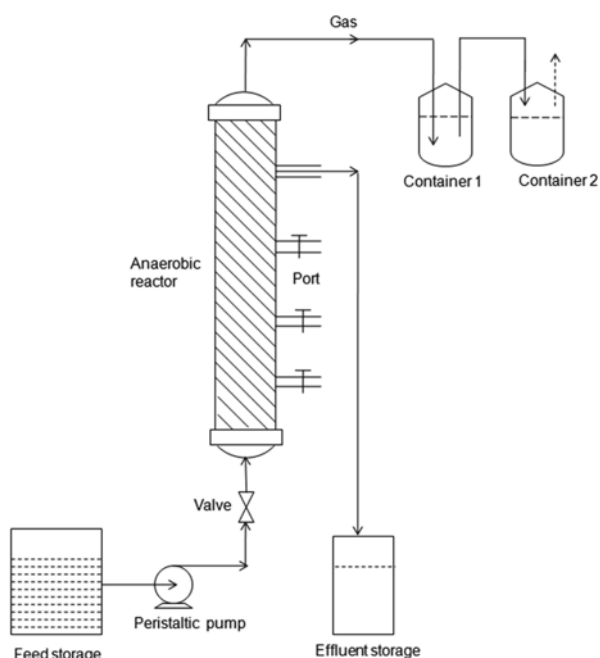 Gas
Container 1
Container 2
Anaerobic
reactor
Port
Valve
Peristaltic pump
Feed storage
Effluent storage